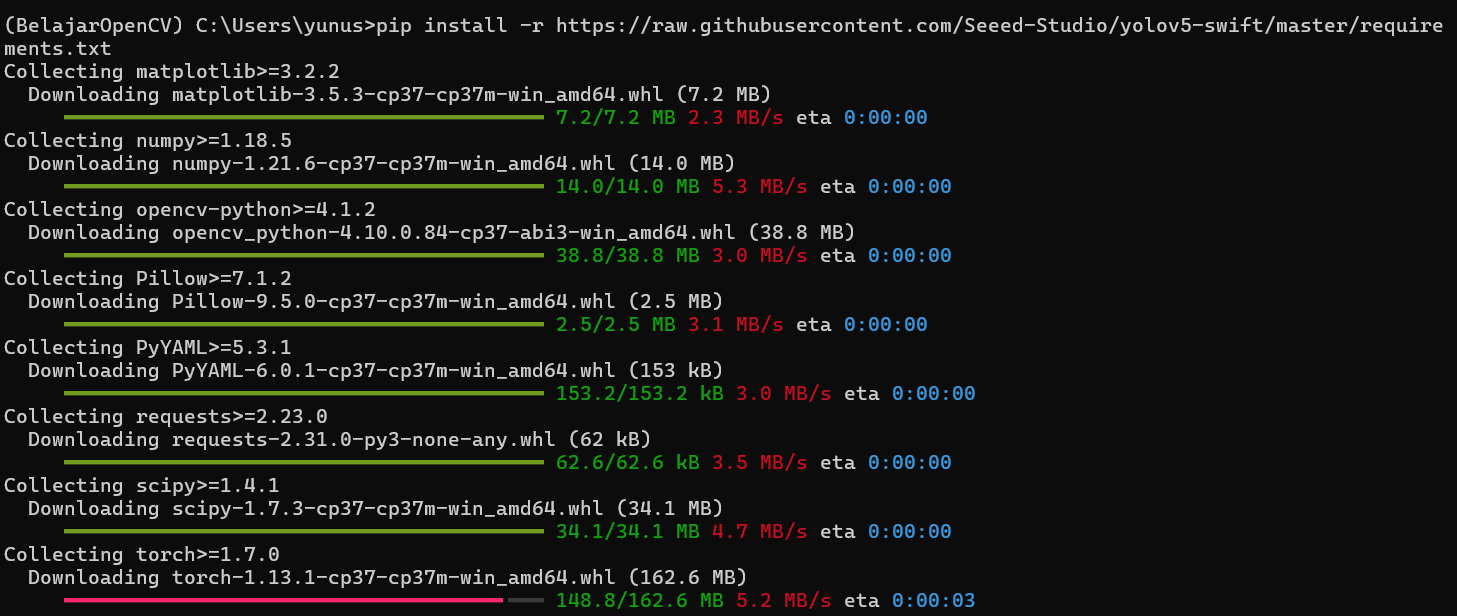 (BelajarOpenCV) C:\Users\yunus>pip install -r https://raw.githubusercontent.com/Seeed-Studio/yolov5-swift/master/require
ments.txt
Collecting matplotlib>=3.2.2
  Downloading matplotlib-3.5.3-cp37-cp37m-win_amd64.whl (7.2 MB)
     7.2/7.2 MB 2.3 MB/s eta 0:00:00
Collecting numpy>=1.18.5
  Downloading numpy-1.21.6-cp37-cp37m-win_amd64.whl (14.0 MB)
     14.0/14.0 MB 5.3 MB/s eta 0:00:00
Collecting opencv-python>=4.1.2
  Downloading opencv_python-4.10.0.84-cp37-abi3-win_amd64.whl (38.8 MB)
     38.8/38.8 MB 3.0 MB/s eta 0:00:00
Collecting Pillow>=7.1.2
  Downloading Pillow-9.5.0-cp37-cp37m-win_amd64.whl (2.5 MB)
     2.5/2.5 MB 3.1 MB/s eta 0:00:00
Collecting PyYAML>=5.3.1
  Downloading PyYAML-6.0.1-cp37-cp37m-win_amd64.whl (153 kB)
     153.2/153.2 kB 3.0 MB/s eta 0:00:00
Collecting requests>=2.23.0
  Downloading requests-2.31.0-py3-none-any.whl (62 kB)
     62.6/62.6 kB 3.5 MB/s eta 0:00:00
Collecting scipy>=1.4.1
  Downloading scipy-1.7.3-cp37-cp37m-win_amd64.whl (34.1 MB)
     34.1/34.1 MB 4.7 MB/s eta 0:00:00
Collecting torch>=1.7.0
  Downloading torch-1.13.1-cp37-cp37m-win_amd64.whl (162.6 MB)
     148.8/162.6 MB 5.2 MB/s eta 0:00:03